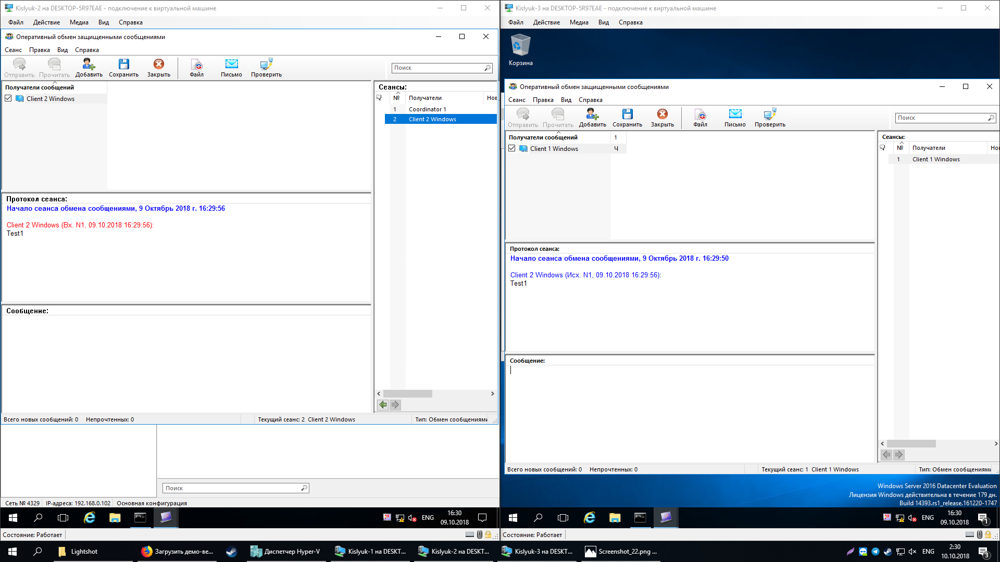 Kislyuk-2 на DESKTOP-5R97EAE - подключение к виртуальной машине
Файл Действие Медиа Вид Справка
Оперативный обмен защищенными сообщениями
Сеанс Правка Вид Справка
Отправить Прочитать Добавить Сохранить Закрыть Файл Письмо Проверить
Поиск
Получатели сообщений
Client 2 Windows
Сеансы:
№ Получатели Нов
1 Coordinator 1
2 Client 2 Windows
Протокол сеанса:
Начало сеанса обмена сообщениями, 9 Октябрь 2018 г. 16:29:56
Client 2 Windows (Вх. N1, 09.10.2018 16:29:56):
Test1
Сообщение:
Всего новых сообщений: 0 Непрочтенных: 0 Текущий сеанс: 2 Client 2 Windows Тип: Обмен сообщениями
Поиск
Сеть № 4329 IP-адреса: 192.168.0.102 Основная конфигурация
ENG 16:30
09.10.2018
Состояние: Работает
Kislyuk-3 на DESKTOP-5R97EAE - подключение к виртуальной машине
Файл Действие Медиа Вид Справка
Корзина
Оперативный обмен защищенными сообщениями
Сеанс Правка Вид Справка
Отправить Прочитать Добавить Сохранить Закрыть Файл Письмо Проверить
Поиск
Получатели сообщений 1
Client 1 Windows Ч
Сеансы:
№ Получатели Нов
1 Client 1 Windows
Протокол сеанса:
Начало сеанса обмена сообщениями, 9 Октябрь 2018 г. 16:29:50
Client 2 Windows (Исх. N1, 09.10.2018 16:29:56):
Test1
Сообщение:
Всего новых сообщений: 0 Непрочтенных: 0 Текущий сеанс: 1 Client 1 Windows Тип: Обмен сообщениями
Windows Server 2016 Datacenter Evaluation
Лицензия Windows действительна в течение 179 дн.
Build 14393.rs1_release.161220-1747
ENG 16:30 1
09.10.2018
Состояние: Работает
Lightshot Загрузить демо-ве... Диспетчер Hyper-V Kislyuk-1 на DESKT... Kislyuk-2 на DESKT... Kislyuk-3 на DESKT... Screenshot_22.png ... ENG 2:30 3
10.10.2018